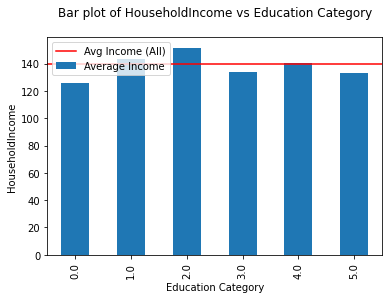 Bar plot of HouseholdIncome vs Education Category
Avg Income (All)
Average Income
HouseholdIncome
140
120
100
80
60
40
20
0
0.0
1.0
2.0
3.0
4.0
5.0
Education Category